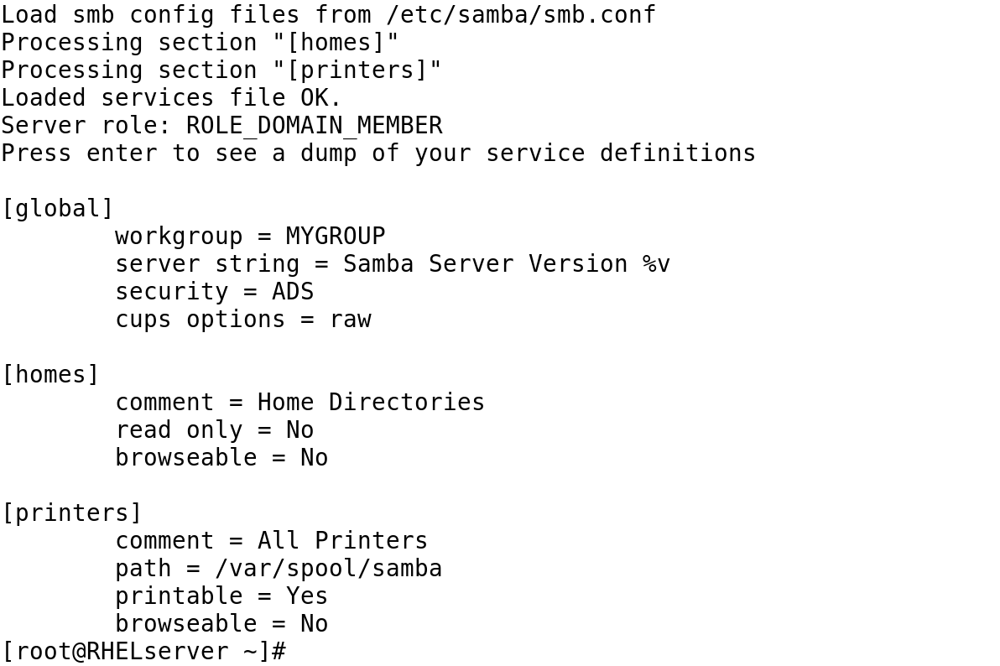 Load smb config files from /etc/samba/smb.conf
Processing section "[homes]"
Processing section "[printers]"
Loaded services file OK.
Server role: ROLE_DOMAIN_MEMBER
Press enter to see a dump of your service definitions

[global]
        workgroup = MYGROUP
        server string = Samba Server Version %v
        security = ADS
        cups options = raw

[homes]
        comment = Home Directories
        read only = No
        browseable = No

[printers]
        comment = All Printers
        path = /var/spool/samba
        printable = Yes
        browseable = No
[root@RHELserver ~]#